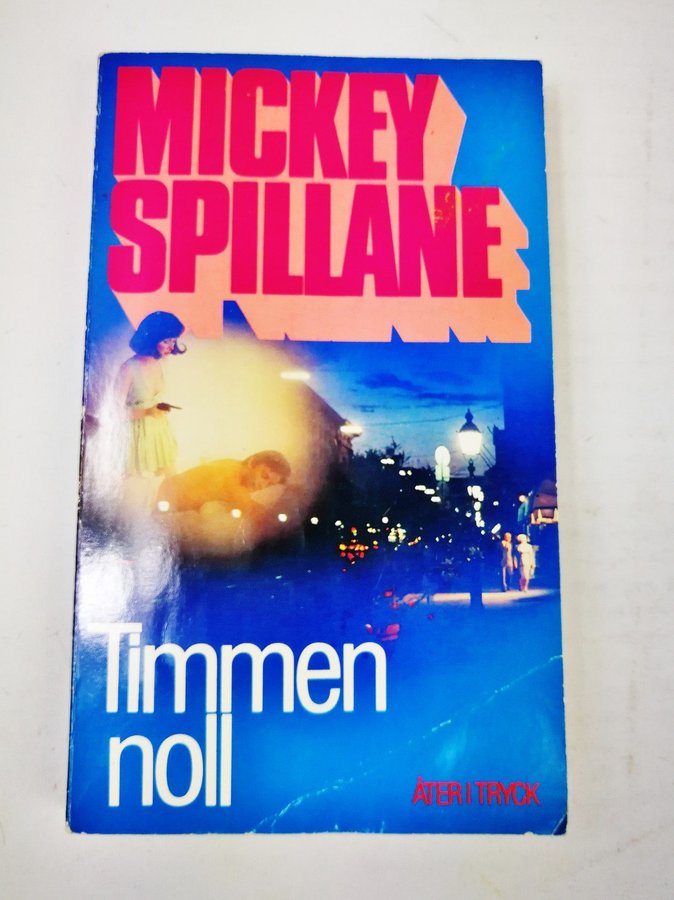 MICKEY
SPILLANE
Timmen
noll
ÅTER I TRYCK